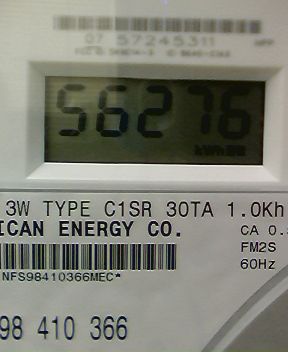 07 57245311
56276
kWh
3W TYPE C1SR 30TA 1.0Kh
ICAN ENERGY CO.
CA 0.
FM2S
60Hz
NFS98410366MEC*
98 410 366